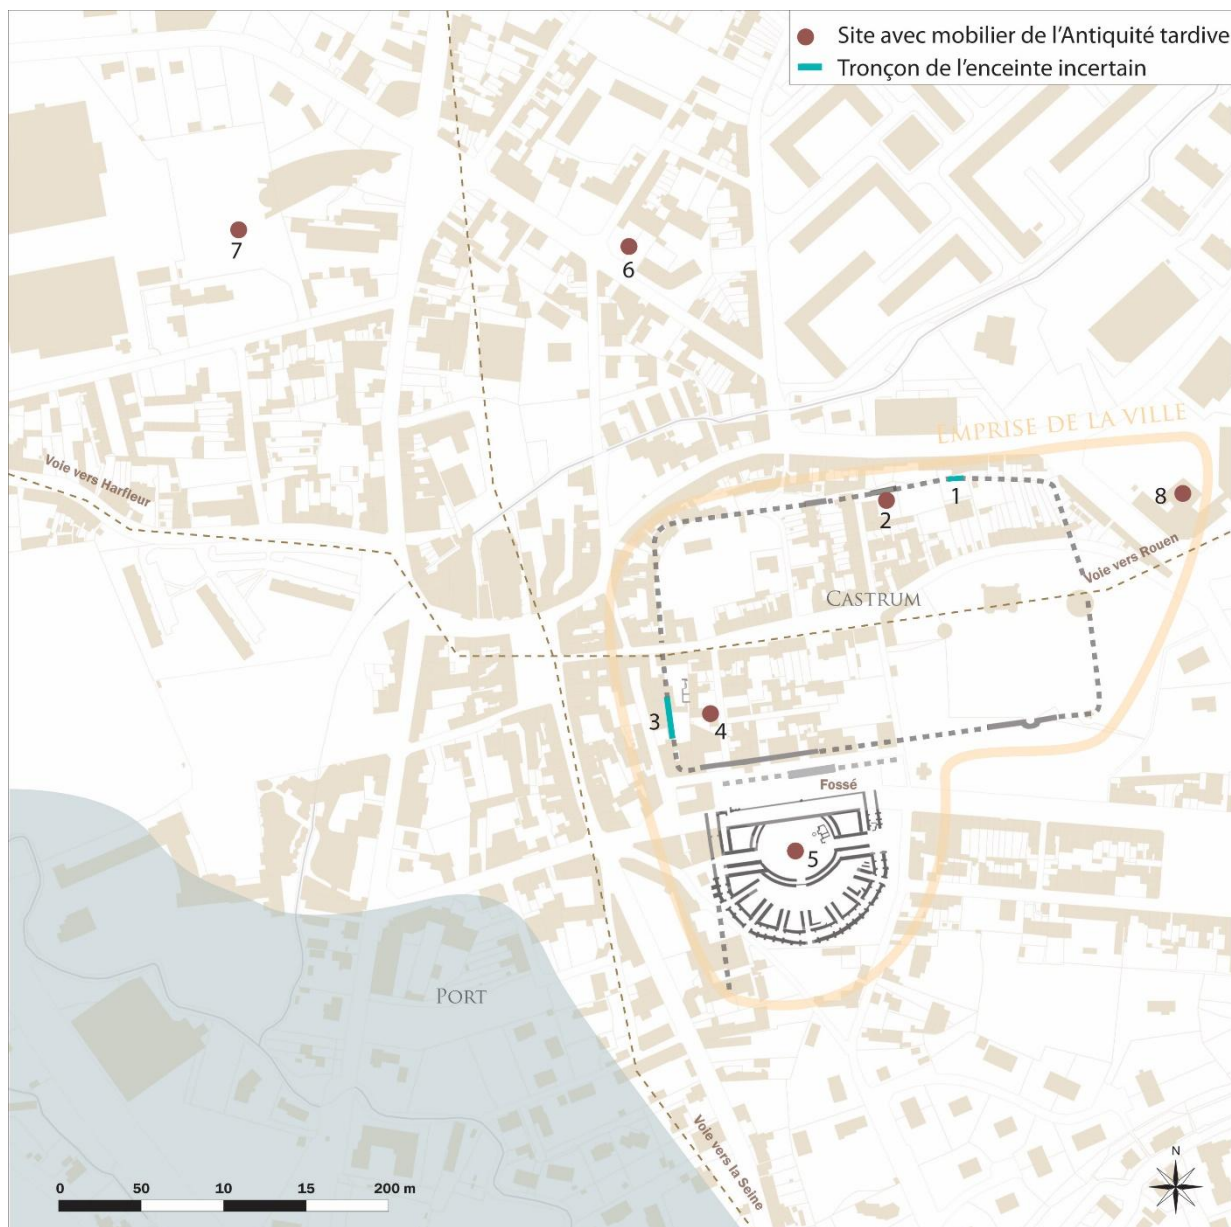 Site avec mobilier de l'Antiquité tardive
Tronçon de l'enceinte incertain
7
6
EMPRISE DE LA VILLE
Voie vers Harfleur
1
2
8
Voie vers Rouen
CASTRUM
3
4
Fossé
5
PORT
Voie vers la Seine
N
0 50 10 15 200 m